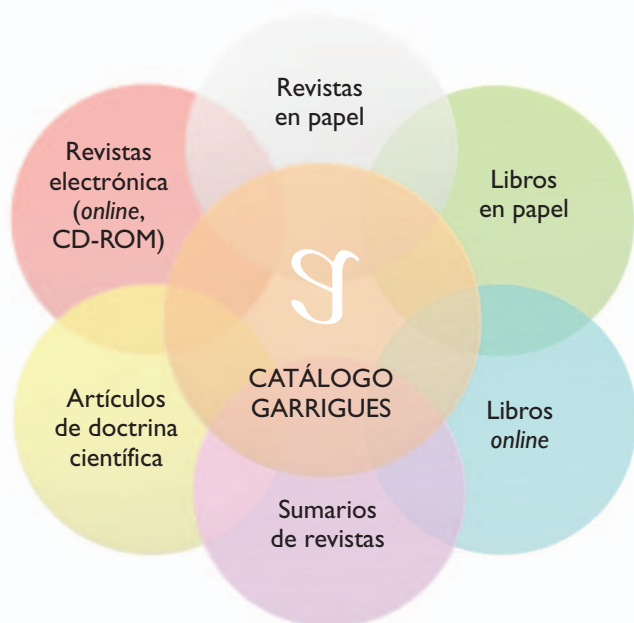 Revistas
en papel
Revistas
electrónica
(online,
CD-ROM)
Libros
en papel
CATÁLOGO
GARRIGUES
Artículos
de doctrina
científica
Libros
online
Sumarios
de revistas